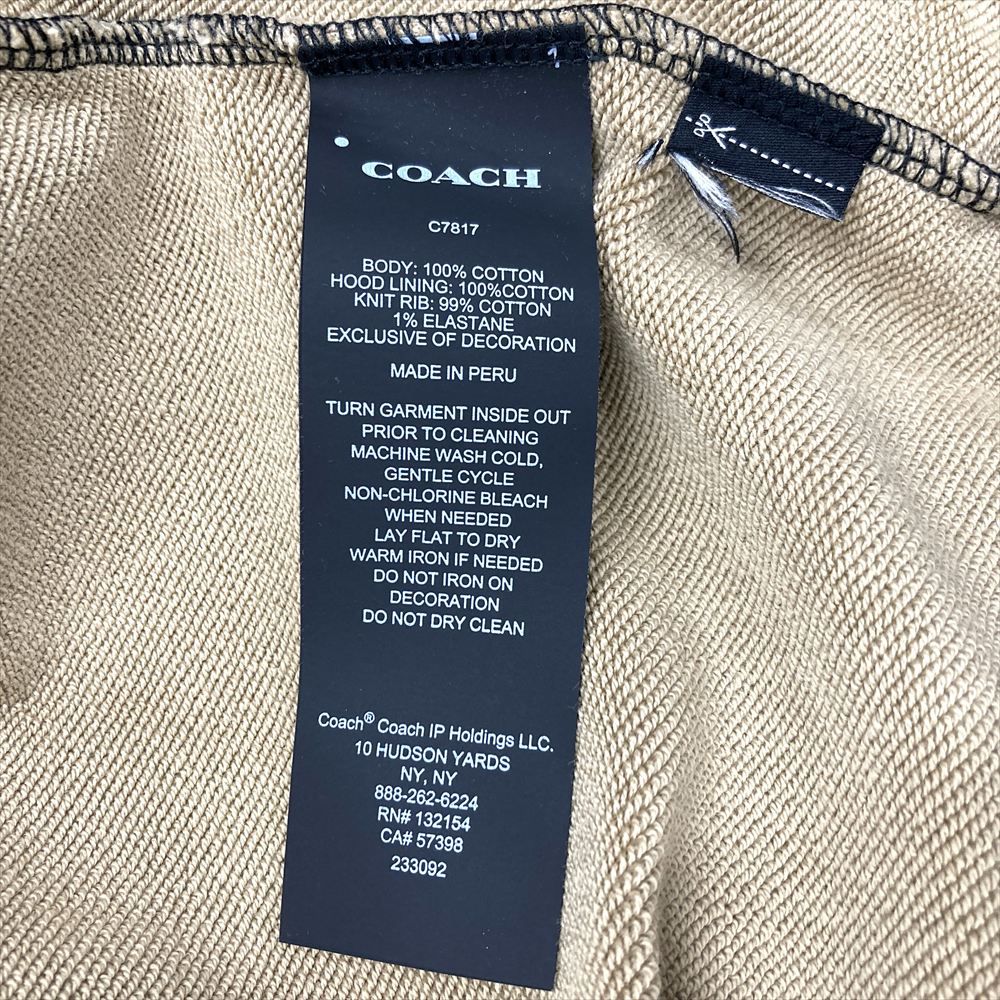 COACH
C7817
BODY: 100% COTTON
HOOD LINING: 100%COTTON
KNIT RIB: 99% COTTON
1% ELASTANE
EXCLUSIVE OF DECORATION
MADE IN PERU
TURN GARMENT INSIDE OUT
PRIOR TO CLEANING
MACHINE WASH COLD,
GENTLE CYCLE
NON-CHLORINE BLEACH
WHEN NEEDED
LAY FLAT TO DRY
WARM IRON IF NEEDED
DO NOT IRON ON
DECORATION
DO NOT DRY CLEAN
Coach® Coach IP Holdings LLC.
10 HUDSON YARDS
NY, NY
888-262-6224
RN# 132154
CA# 57398
233092